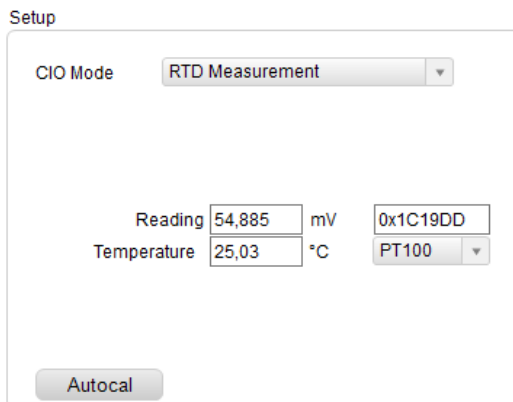 Setup
CIO Mode RTD Measurement
Reading 54,885 mV 0x1C19DD
Temperature 25,03 °C PT100
Autocal